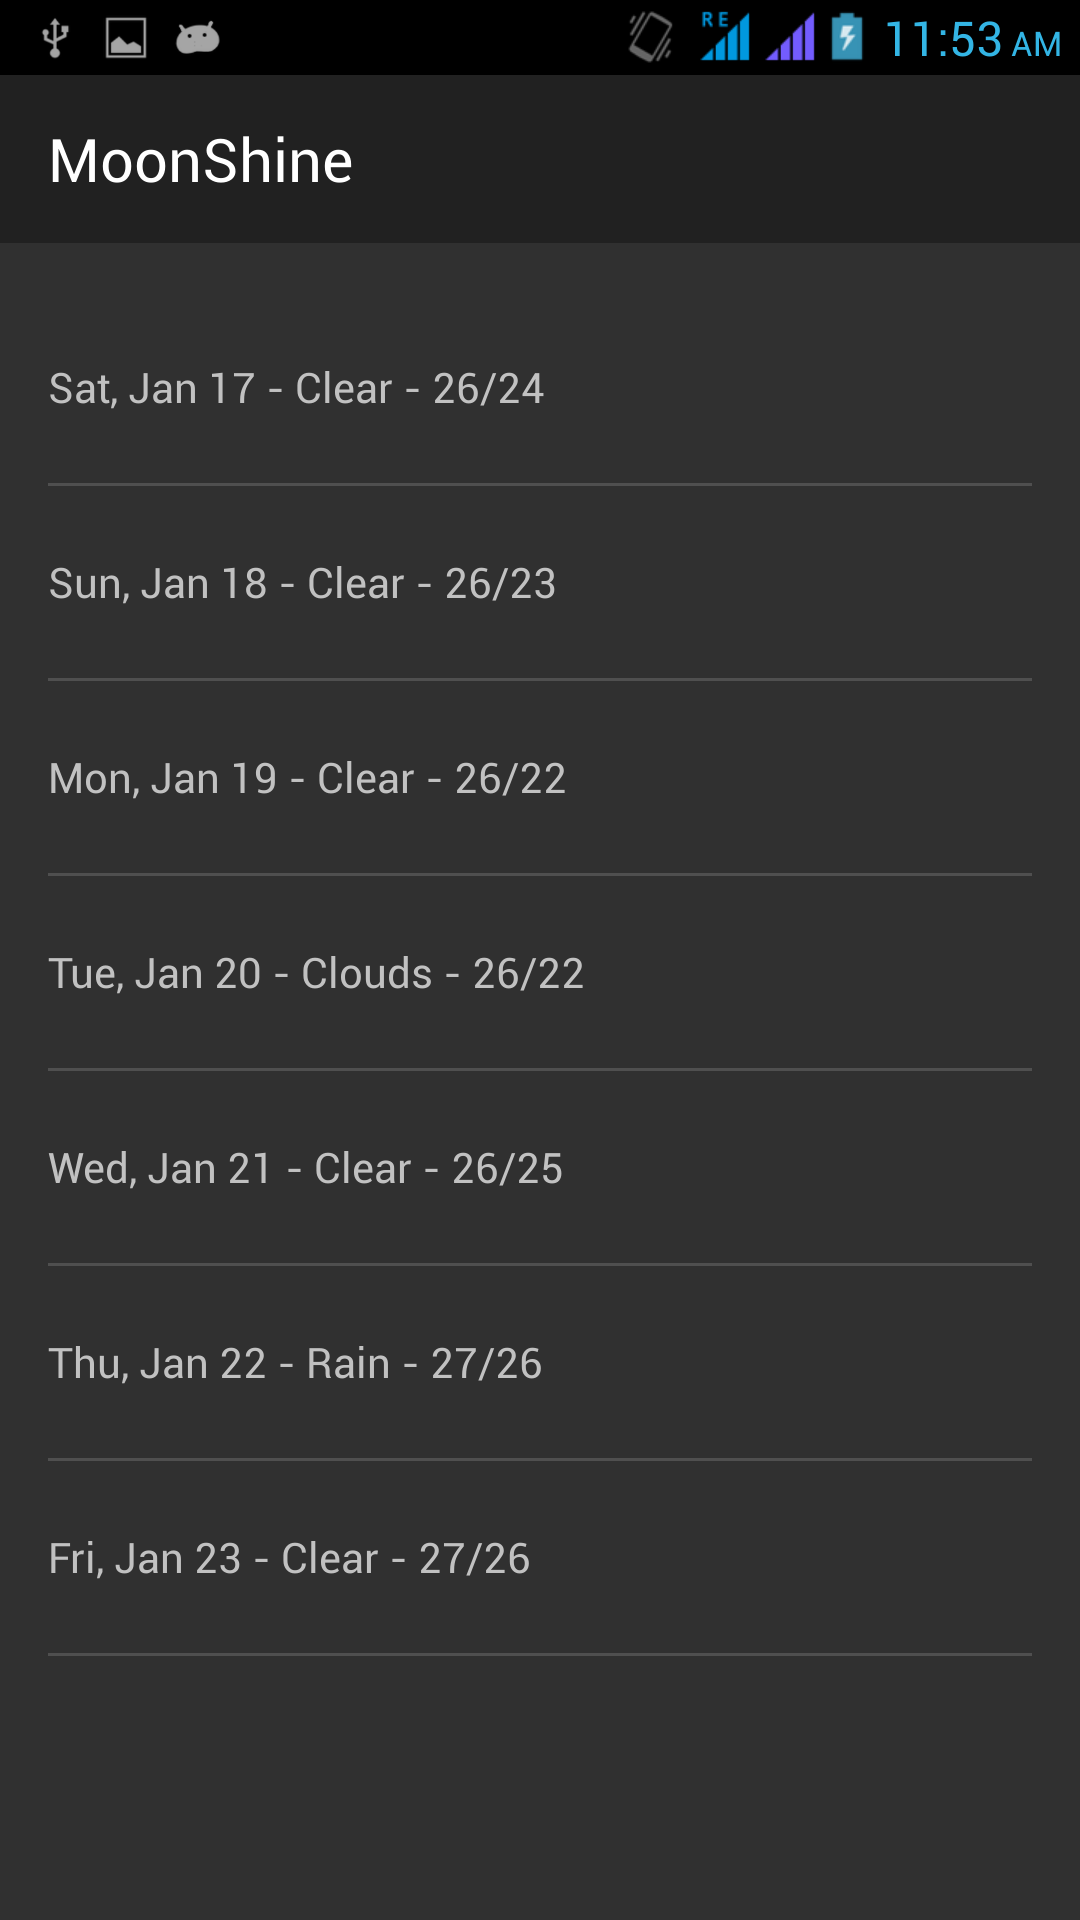 R E 11:53 AM
MoonShine
Sat, Jan 17 - Clear - 26/24
Sun, Jan 18 - Clear - 26/23
Mon, Jan 19 - Clear - 26/22
Tue, Jan 20 - Clouds - 26/22
Wed, Jan 21 - Clear - 26/25
Thu, Jan 22 - Rain - 27/26
Fri, Jan 23 - Clear - 27/26